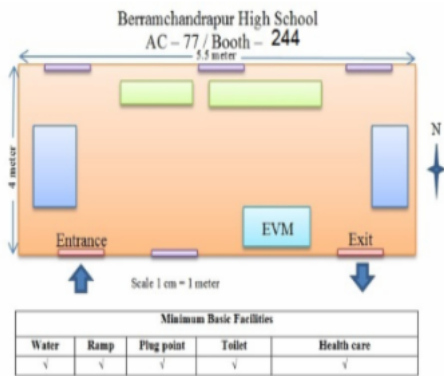 Berramchandrapur High School
AC – 77 / Booth – 244
5.5 meter
4 meter
N
EVM
Entrance
Exit
Scale 1 cm = 1 meter
Minimum Basic Facilities
Water Ramp Plug point Toilet Health care
√ √ √ √ √